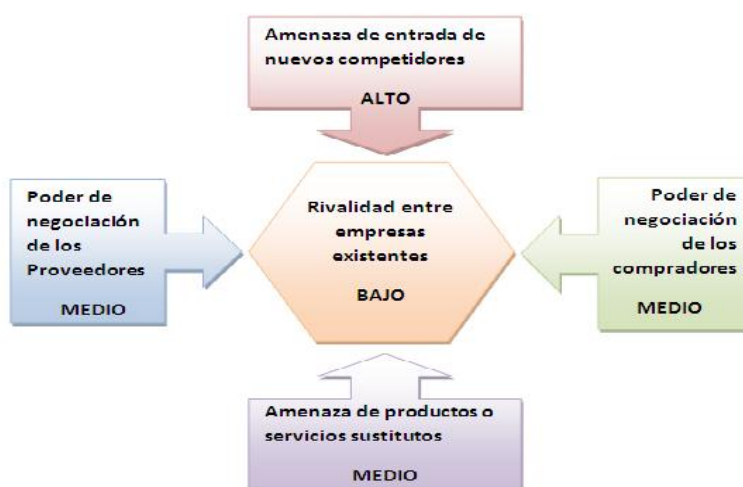 Amenaza de entrada de
nuevos competidores
ALTO
Poder de
negociación
de los
Proveedores
MEDIO
Rivalidad entre
empresas
existentes
BAJO
Poder de
negociación
de los
compradores
MEDIO
Amenaza de productos o
servicios sustitutos
MEDIO